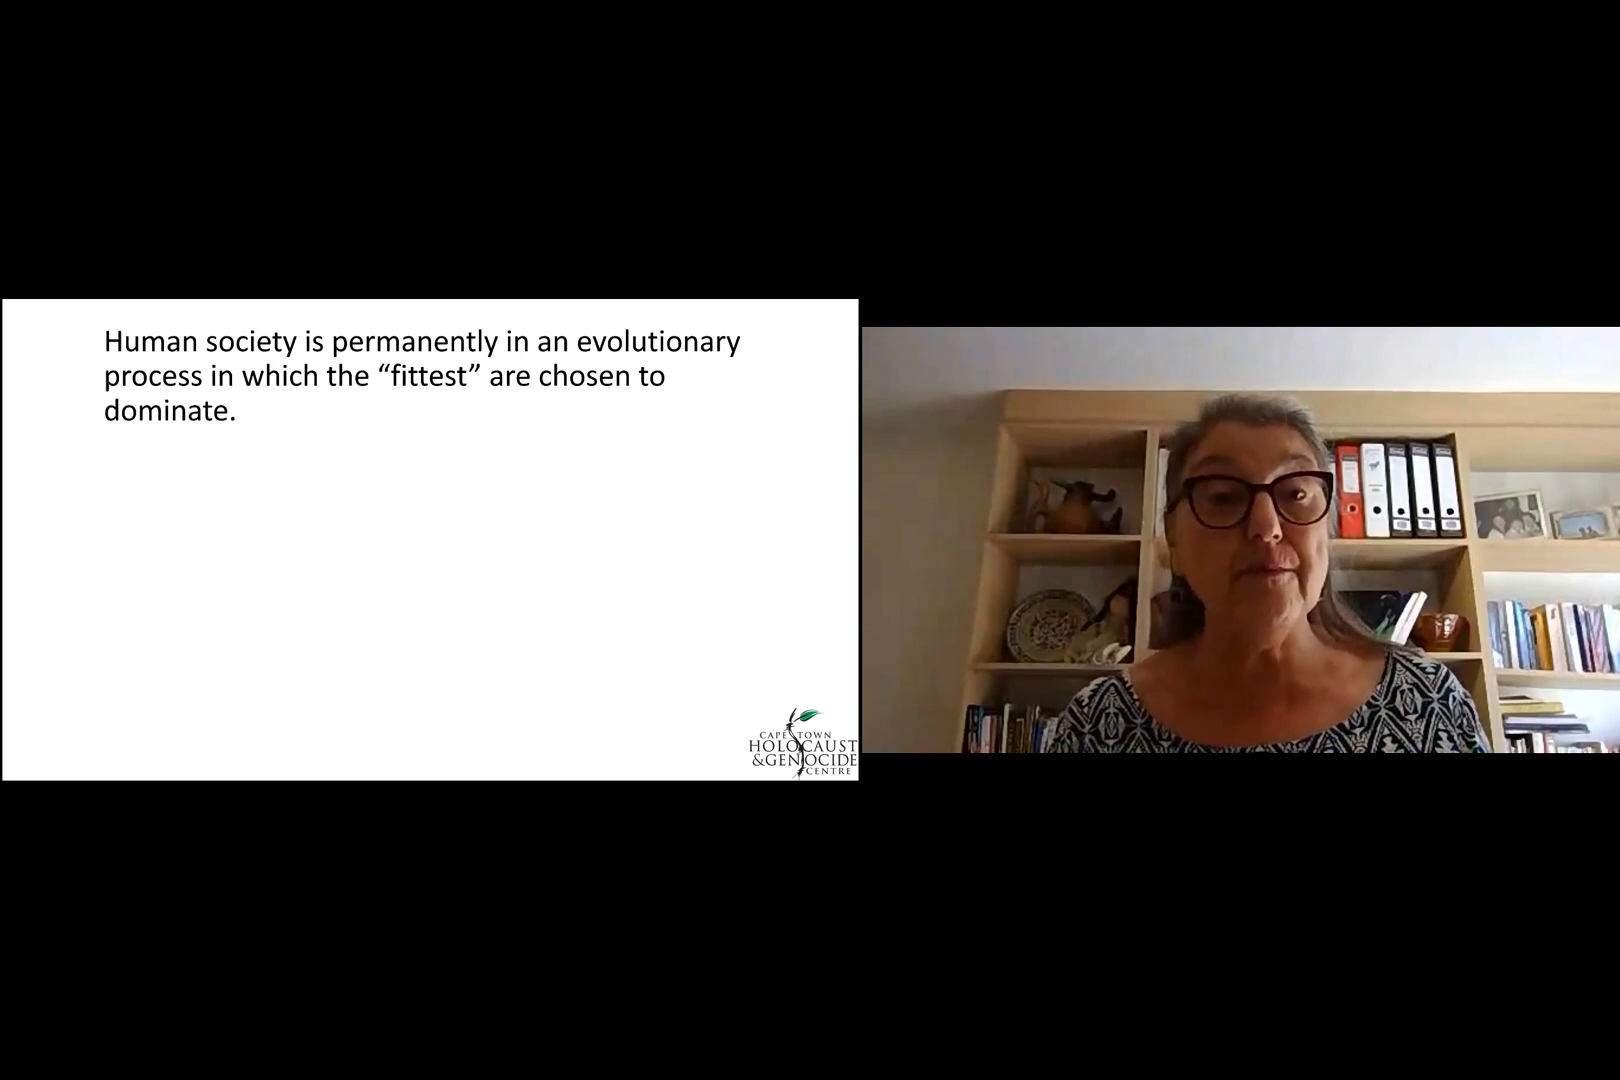 Human society is permanently in an evolutionary
process in which the “fittest” are chosen to
dominate.
CAPE TOWN
HOLOCAUST
&GENOCIDE
CENTRE